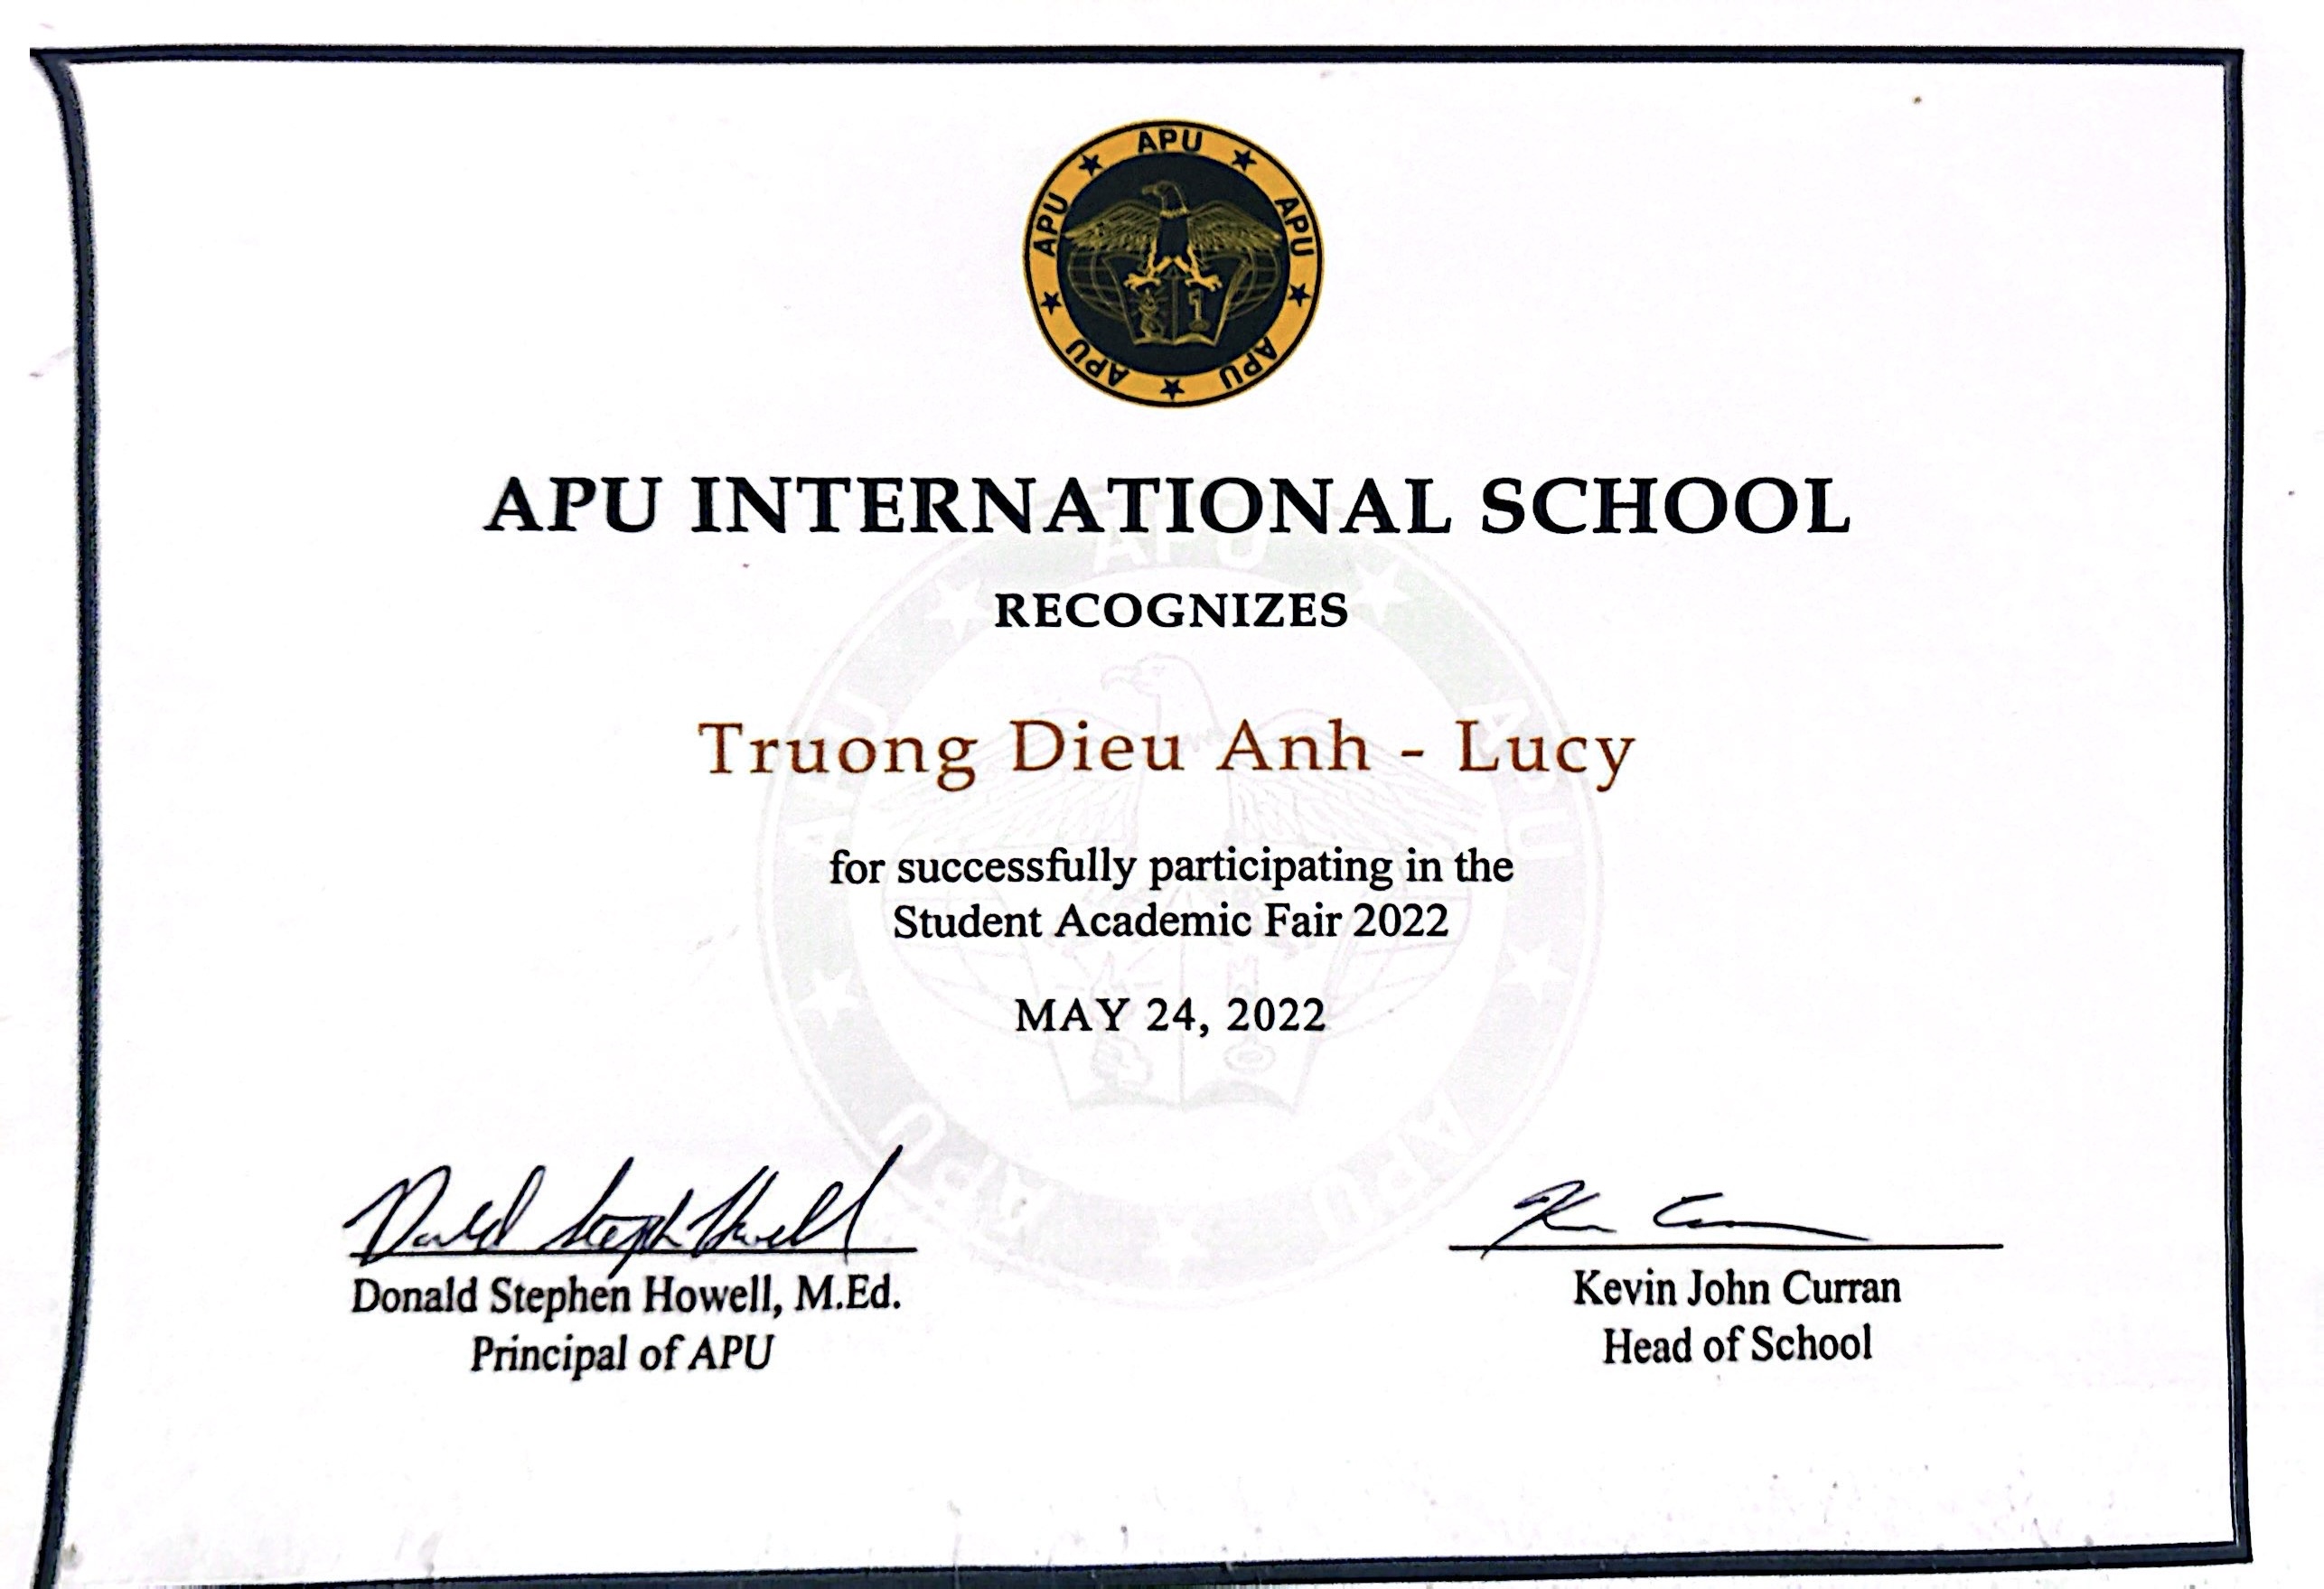 APU
APU
APU
APU
APU
APU INTERNATIONAL SCHOOL
RECOGNIZES
Truong Dieu Anh - Lucy
for successfully participating in the
Student Academic Fair 2022
MAY 24, 2022
Donald Stephen Howell
Donald Stephen Howell, M.Ed.
Principal of APU
Kevin John Curran
Head of School